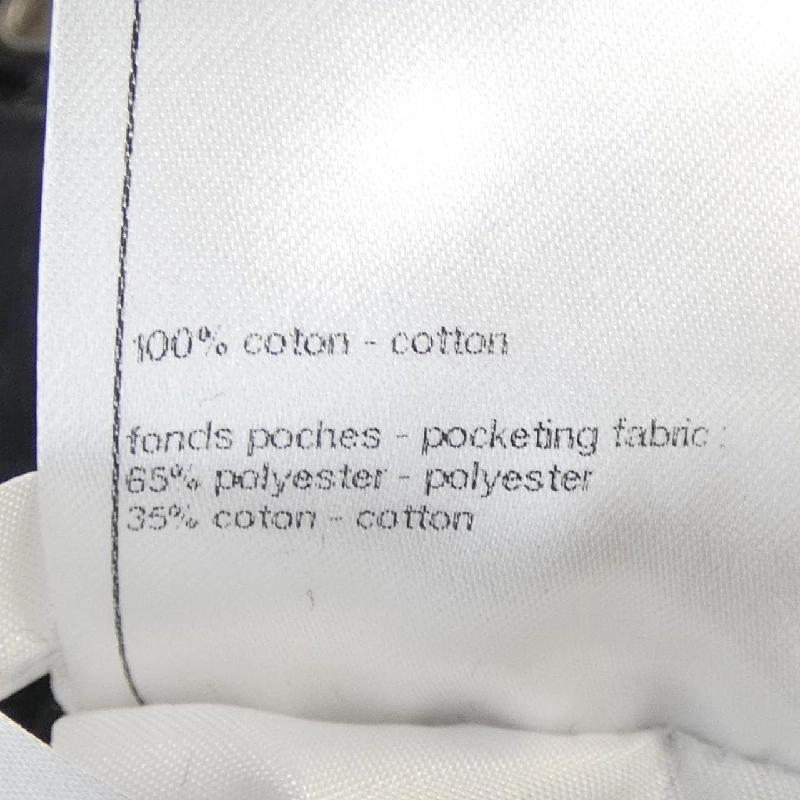 100% coton - cotton
fonds poches - pocketing fabric :
65% polyester - polyester
35% coton - cotton